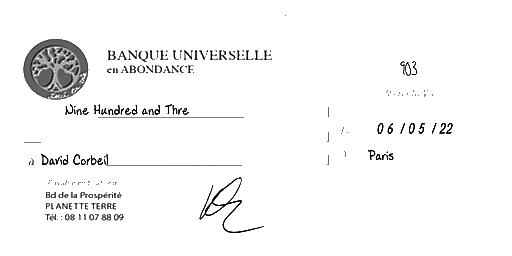 BANQUE UNIVERSELLE
en ABONDANCE
903
Nine Hundred and Thre
06/05/22
à David Corbeil
Paris
Bd de la Prospérité
PLANETTE TERRE
Tél. : 08 11 07 88 09